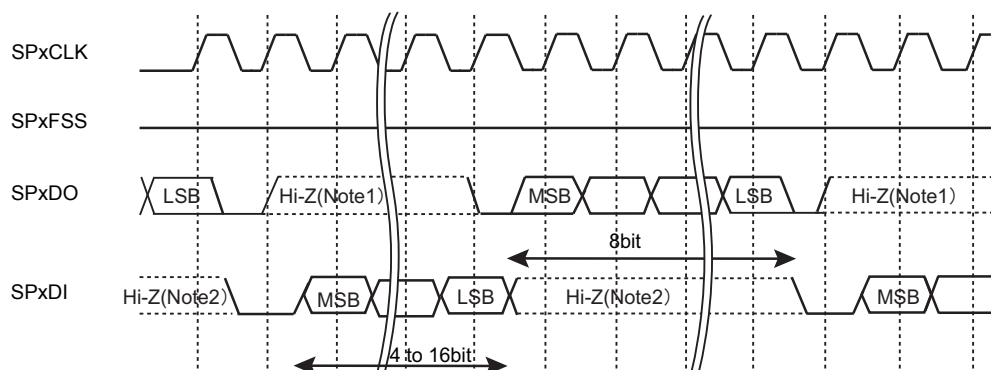 SPxCLK
SPxFSS
SPxDO
LSB
Hi-Z(Note1)
MSB
LSB
Hi-Z(Note1)
8bit
SPxDI
Hi-Z(Note2)
MSB
LSB
Hi-Z(Note2)
MSB
4 to 16bit